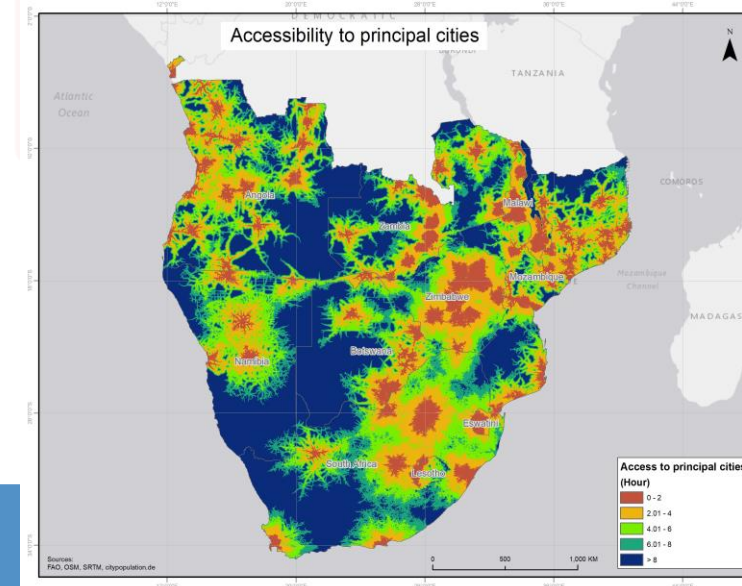 DEMOCRATIC
Accessibility to principal cities
N
BURUNDI
TANZANIA
Atlantic
Ocean
COMOROS
Angola
Malawi
Zambia
Mozambique
Mozambique
Channel
Zimbabwe
MADAGAS
Botswana
Namibia
Eswatini
South Africa
Lesotho
Access to principal cities
(Hour)
0 - 2
2.01 - 4
4.01 - 6
6.01 - 8
> 8
Sources:
FAO, OSM, SRTM, citypopulation.de
0 500 1,000 KM